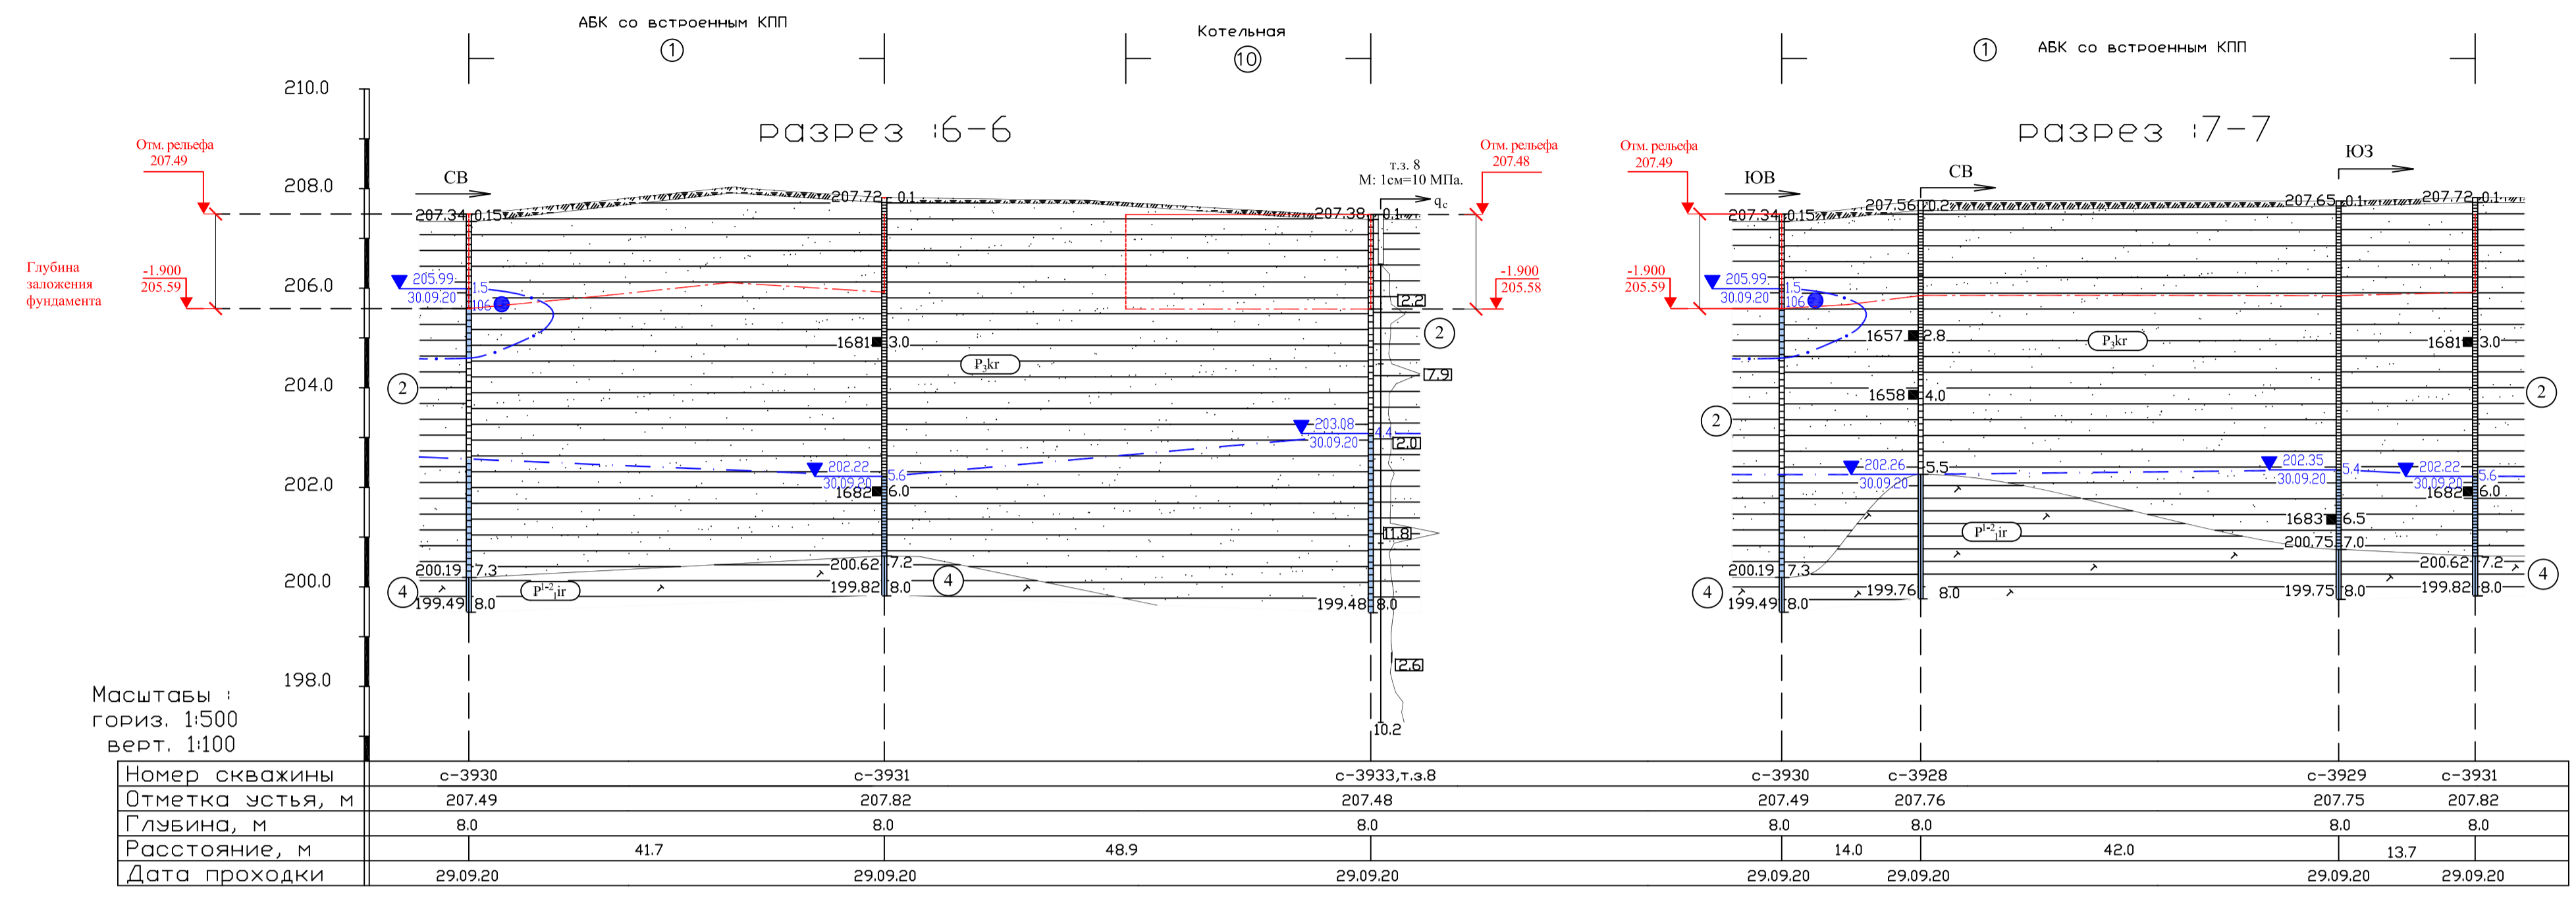 АБК со встроенным КПП
1
Котельная
10
1
АБК со встроенным КПП
210.0
разрез :6-6
разрез :7-7
Отм. рельефа
207.49
Отм. рельефа
207.48
Отм. рельефа
207.49
т.з. 8
М: 1см=10 МПа.
qс
СВ
ЮВ
СВ
ЮЗ
208.0
207.34 0.15
207.72 0.1
207.38 0.1
207.34 0.15
207.56 0.2
207.65 0.1
207.72 0.1
Глубина
заложения
фундамента
-1.900
205.59
206.0
205.99 1.5
30.09.20
106
2.2
-1.900
205.58
-1.900
205.59
205.99 1.5
30.09.20
106
1681 3.0
P₃kr
2
7.9
1657 2.8
P₃kr
1681 3.0
204.0
2
1658 4.0
2
2
203.08 4.4
30.09.20
2.0
202.0
202.22 5.6
30.09.20
1682 6.0
202.26 5.5
30.09.20
202.35 5.4
30.09.20
202.22 5.6
30.09.20
1682 6.0
11.8
1683 6.5
P¹⁻²₁ir
200.75 7.0
200.0
200.19 7.3
200.62 7.2
4
200.19 7.3
200.62 7.2
4
4
P¹⁻²₁ir
199.82 8.0
4
199.76 8.0
199.75 8.0
199.82 8.0
199.49 8.0
199.48 8.0
199.49 8.0
2.6
198.0
10.2
Масштабы :
гориз. 1:500
верт. 1:100
Номер скважины с-3930 с-3931 с-3933,т.з.8 с-3930 с-3928 с-3929 с-3931
Отметка устья, м 207.49 207.82 207.48 207.49 207.76 207.75 207.82
Глубина, м 8.0 8.0 8.0 8.0 8.0 8.0 8.0
Расстояние, м 41.7 48.9 14.0 42.0 13.7
Дата проходки 29.09.20 29.09.20 29.09.20 29.09.20 29.09.20 29.09.20 29.09.20